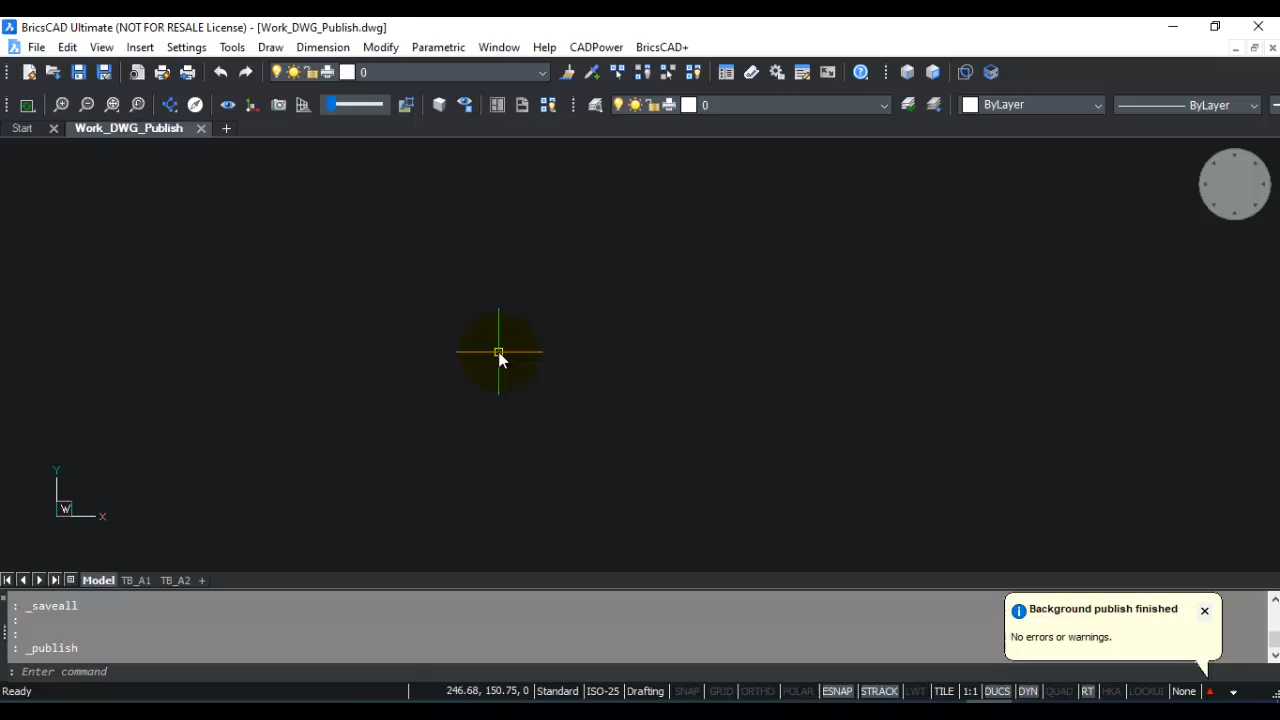 BricsCAD Ultimate (NOT FOR RESALE License) - [Work_DWG_Publish.dwg]
File Edit View Insert Settings Tools Draw Dimension Modify Parametric Window Help CADPower BricsCAD+
0
0 ByLayer ByLayer
Start Work_DWG_Publish
Y
W
X
Model TB_A1 TB_A2 +
: _saveall
:
:
: _publish
Background publish finished
No errors or warnings.
: Enter command
Ready 246.68, 150.75, 0 Standard ISO-25 Drafting SNAP GRID ORTHO POLAR ESNAP STRACK LWT TILE 1:1 DUCS DYN QUAD RT HKA LOCKUI None